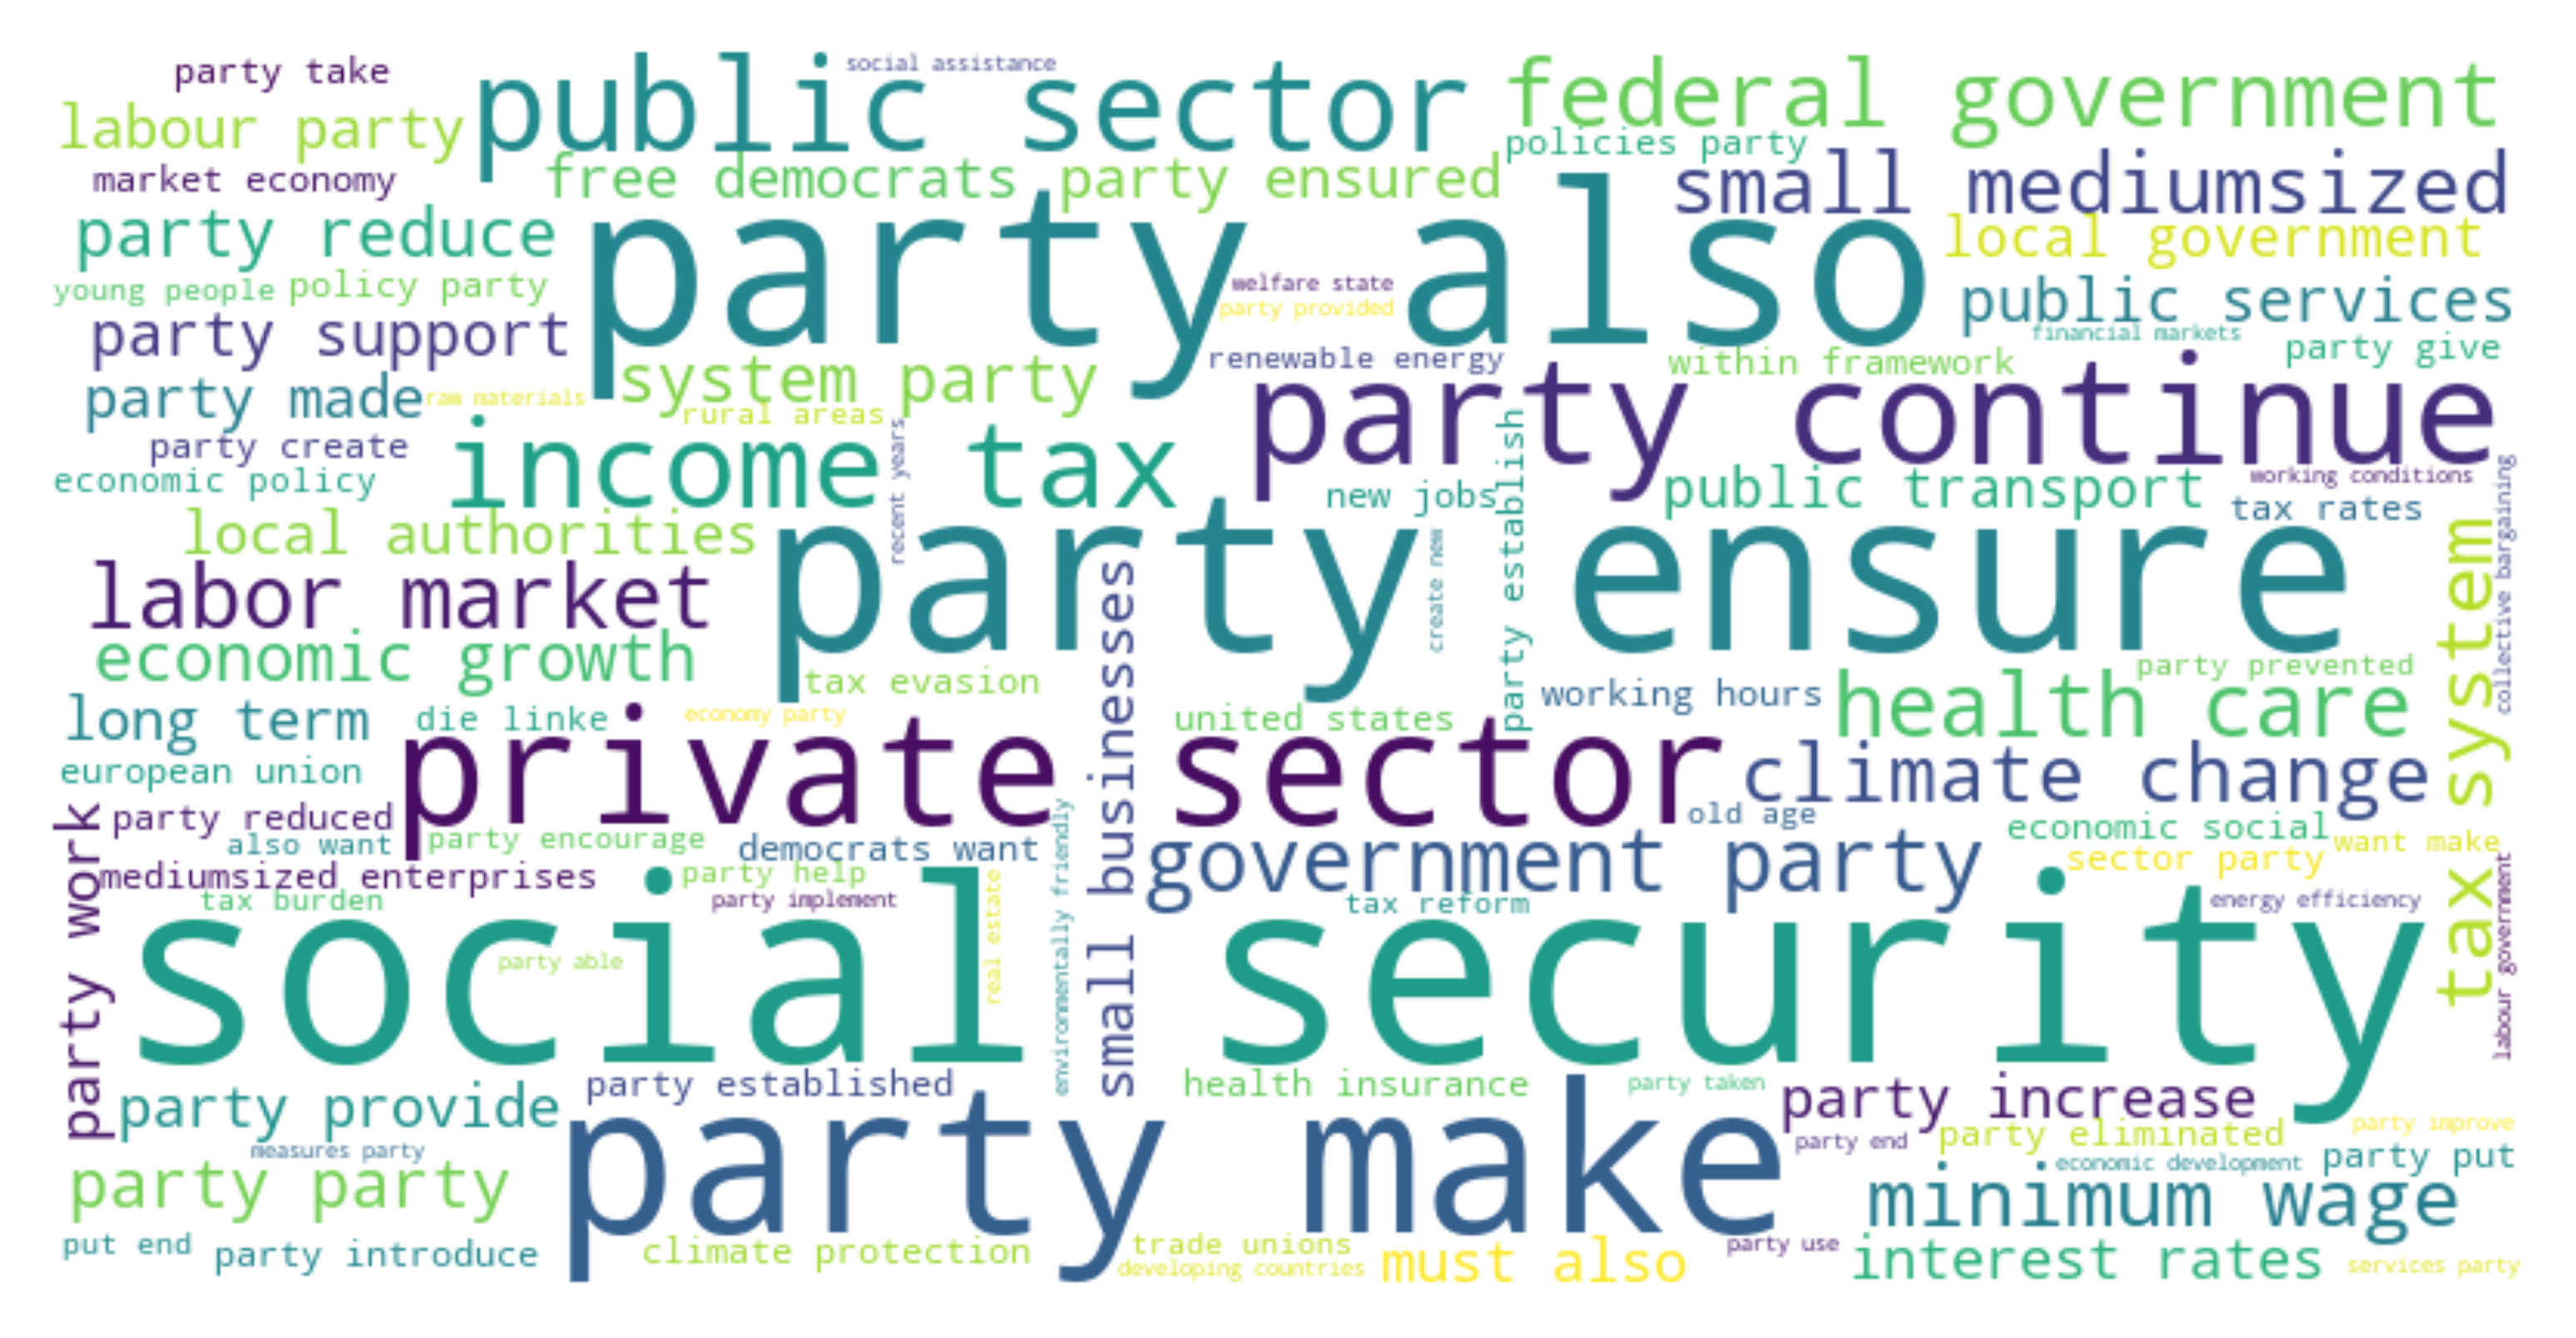 party take
social assistance
public sector
federal government
labour party
policies party
market economy
free democrats
party ensured
small mediumsized
party reduce
party also
local government
young people
policy party
welfare state
party provided
public services
party support
financial markets
renewable energy
within framework
party give
party made
raw materials
system party
party continue
rural areas
party create
income tax
recent years
party establish
economic policy
new jobs
public transport
working conditions
tax rates
collective bargaining
local authorities
party ensure
create new
tax system
labor market
small businesses
economic growth
tax evasion
working hours
health care
party prevented
long term
die linke
economy party
united states
private sector
european union
climate change
party work
party reduced
old age
also want
party encourage
democrats want
environmentally friendly
government party
economic social
want make
sector party
mediumsized enterprises
party help
tax burden
party implement
real estate
tax reform
energy efficiency
labour government
social security
party able
party established
health insurance
party taken
party increase
party provide
party make
party improve
party end
party eliminated
measures party
economic development
party put
party party
minimum wage
put end
party introduce
climate protection
trade unions
developing countries
must also
party use
interest rates
services party